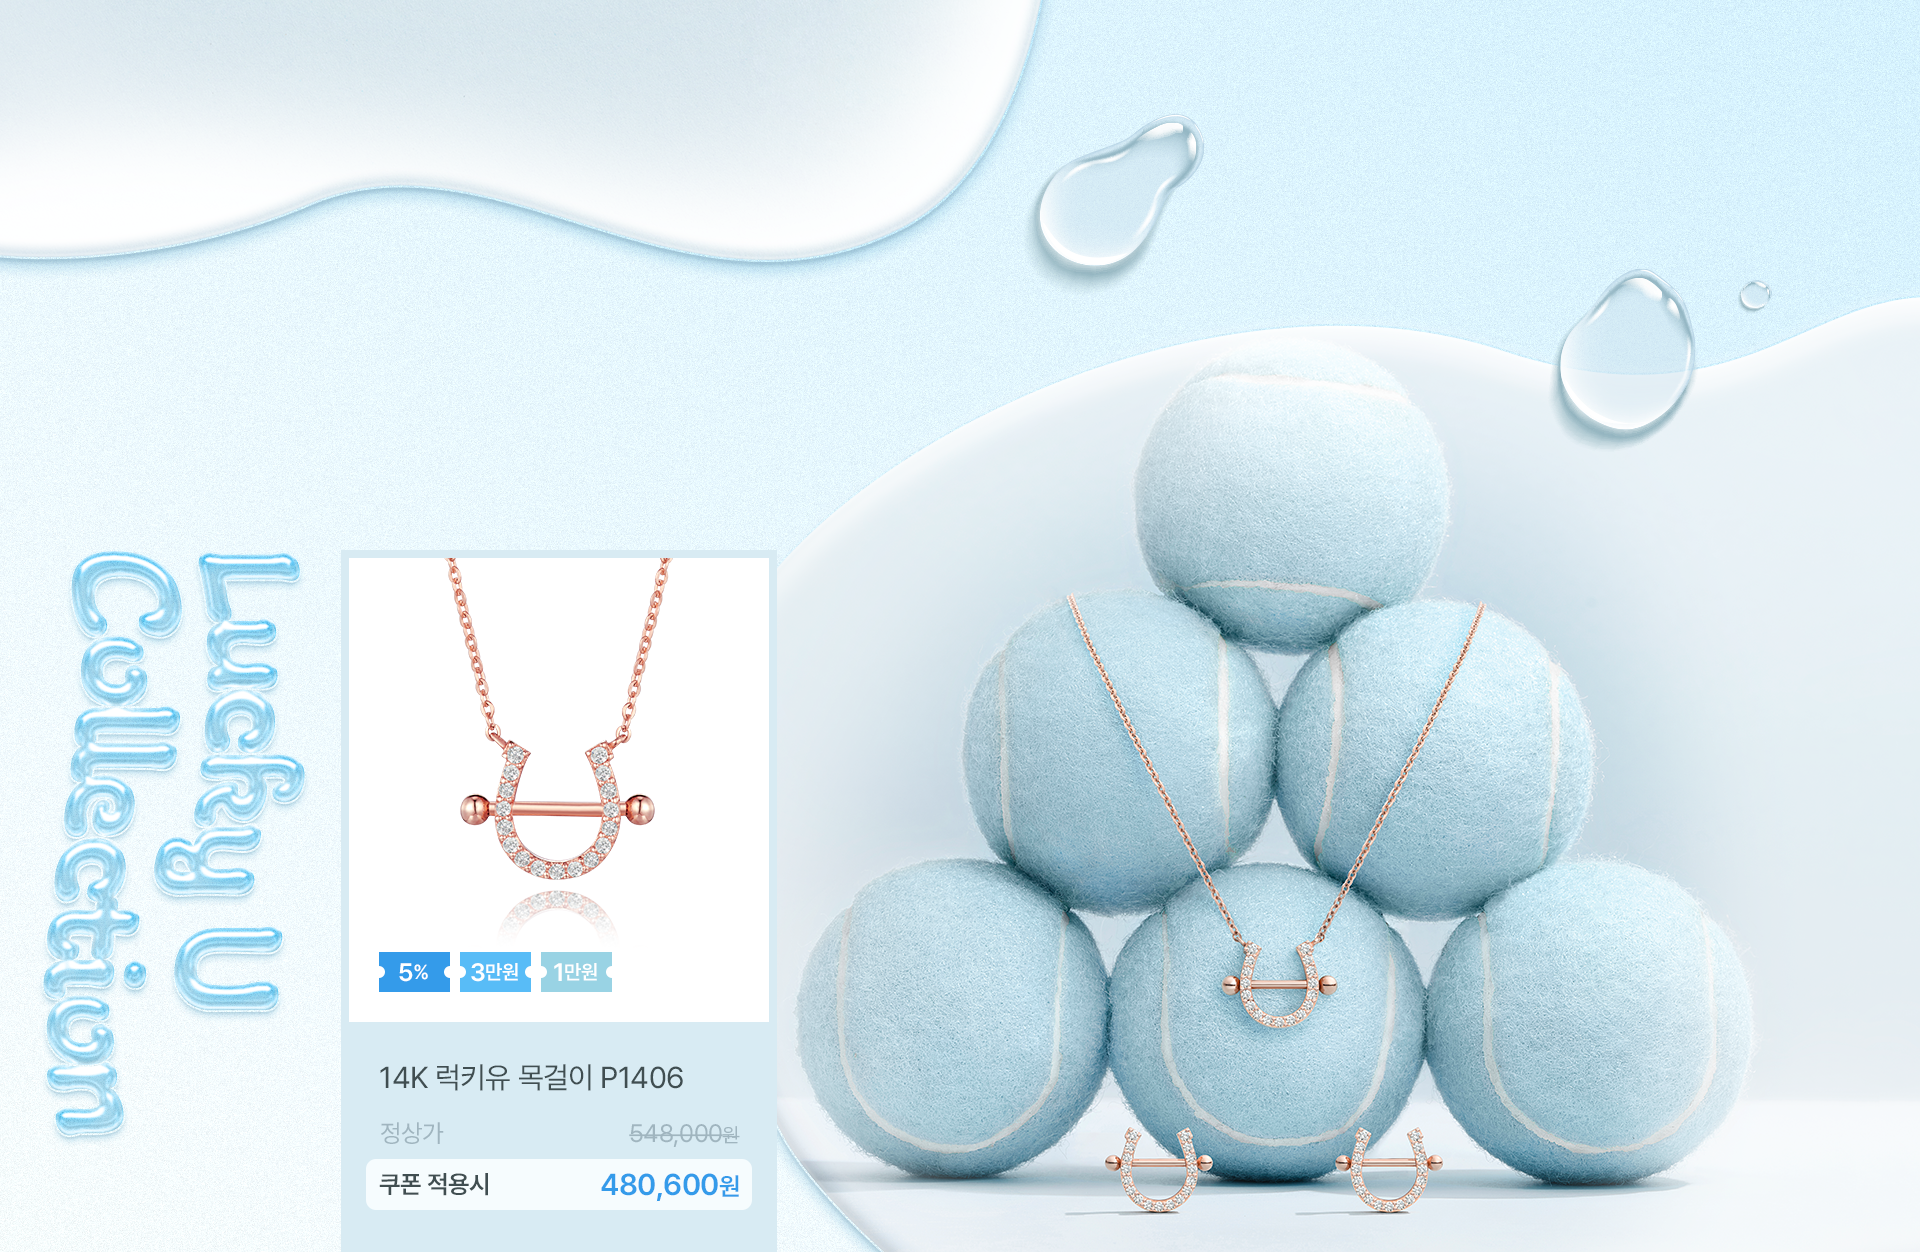 Lucky U
Collection
5% 3만원 1만원
14K 럭키유 목걸이 P1406
정상가 548,000원
쿠폰 적용시 480,600원